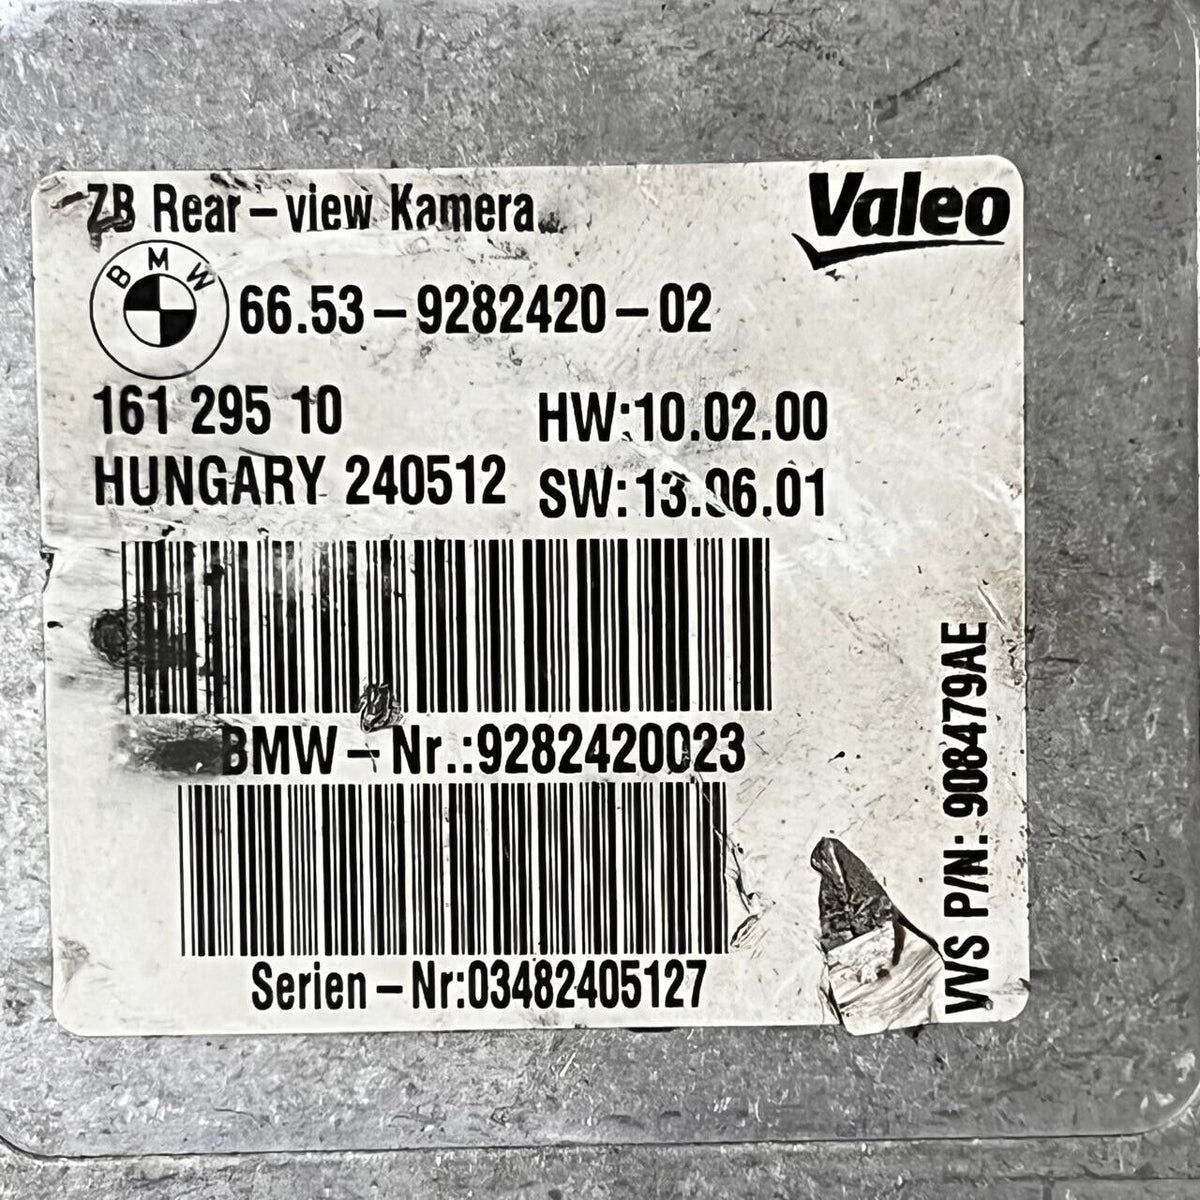 ZB Rear-view Kamera
Valeo
BMW
66.53-9282420-02
161 295 10
HW:10.02.00
HUNGARY 240512
SW:13.06.01
BMW-Nr.:9282420023
Serien-Nr:03482405127
VVS P/N: 908479AE